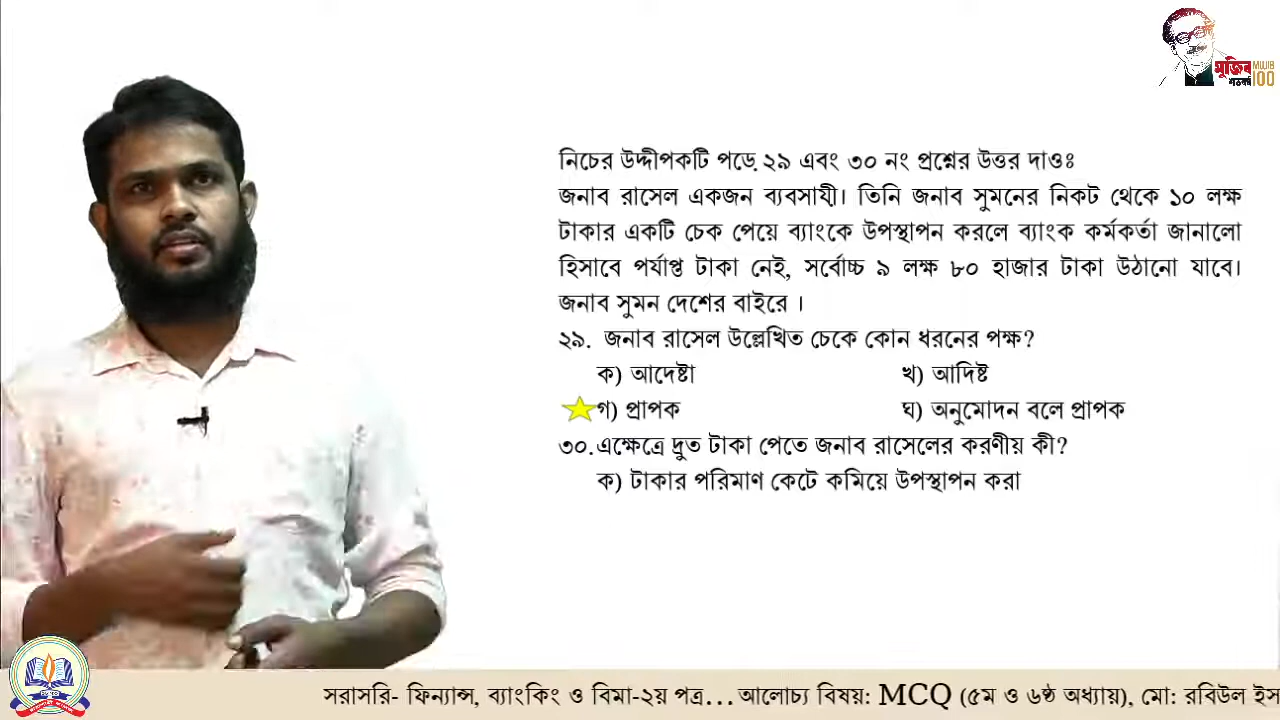 মুজিব MUJIB
শতবর্ষ 100
নিচের উদ্দীপকটি পড়ে ২৯ এবং ৩০ নং প্রশ্নের উত্তর দাওঃ
জনাব রাসেল একজন ব্যবসায়ী। তিনি জনাব সুমনের নিকট থেকে ১০ লক্ষ
টাকার একটি চেক পেয়ে ব্যাংকে উপস্থাপন করলে ব্যাংক কর্মকর্তা জানালো
হিসাবে পর্যাপ্ত টাকা নেই, সর্বোচ্চ ৯ লক্ষ ৮০ হাজার টাকা উঠানো যাবে।
জনাব সুমন দেশের বাইরে ।
২৯. জনাব রাসেল উল্লেখিত চেকে কোন ধরনের পক্ষ?
ক) আদেষ্টা খ) আদিষ্ট
গ) প্রাপক ঘ) অনুমোদন বলে প্রাপক
৩০.এক্ষেত্রে দ্রুত টাকা পেতে জনাব রাসেলের করণীয় কী?
ক) টাকার পরিমাণ কেটে কমিয়ে উপস্থাপন করা
সরাসরি- ফিন্যান্স, ব্যাংকিং ও বিমা-২য় পত্র... আলোচ্য বিষয়: MCQ (৫ম ও ৬ষ্ঠ অধ্যায়), মো: রবিউল ইস